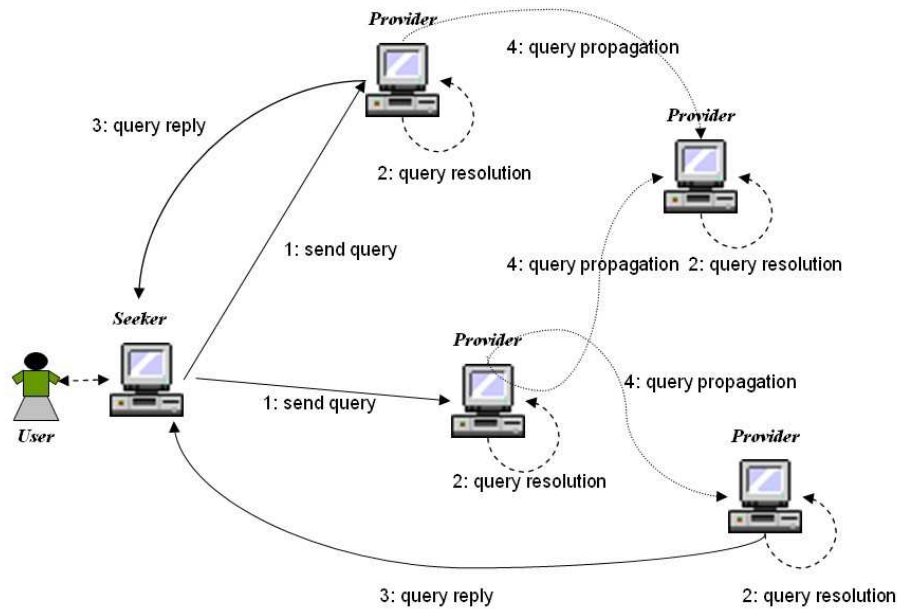 Provider
4: query propagation
Provider
3: query reply
2: query resolution
1: send query
4: query propagation
2: query resolution
Seeker
Provider
4: query propagation
1: send query
User
Provider
2: query resolution
3: query reply
2: query resolution